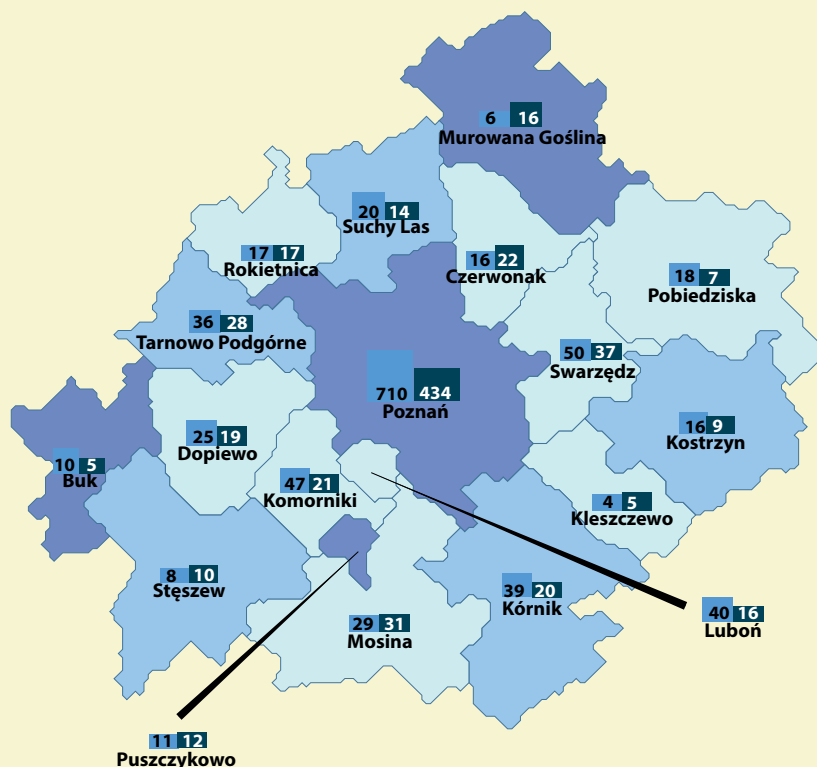 6 16
Murowana Goślina
20 14
Suchy Las
17 17
Rokietnica
16 22
Czerwonak
18 7
Pobiedziska
36 28
Tarnowo Podgórne
50 37
Swarzędz
710 434
Poznań
16 9
Kostrzyn
25 19
Dopiewo
10 5
Buk
47 21
Komorniki
4 5
Kleszczewo
8 10
Stęszew
39 20
Kórnik
29 31
Mosina
40 16
Luboń
11 12
Puszczykowo